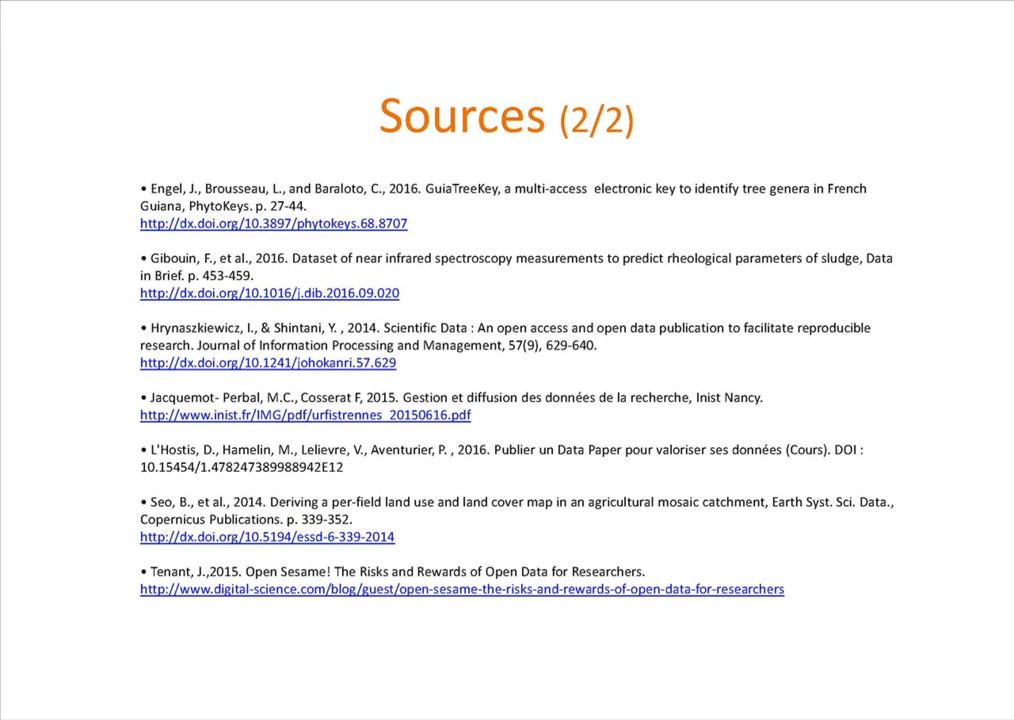 Sources (2/2)
• Engel, J., Brousseau, L., and Baraloto, C., 2016. GuiaTreeKey, a multi-access electronic key to identify tree genera in French
Guiana, PhytoKeys. p. 27-44.
http://dx.doi.org/10.3897/phytokeys.68.8707
• Gibouin, F., et al., 2016. Dataset of near infrared spectroscopy measurements to predict rheological parameters of sludge, Data
in Brief. p. 453-459.
http://dx.doi.org/10.1016/j.dib.2016.09.020
• Hrynaszkiewicz, I., & Shintani, Y. , 2014. Scientific Data : An open access and open data publication to facilitate reproducible
research. Journal of Information Processing and Management, 57(9), 629-640.
http://dx.doi.org/10.1241/johokanri.57.629
• Jacquemot- Perbal, M.C., Cosserat F, 2015. Gestion et diffusion des données de la recherche, Inist Nancy.
http://www.inist.fr/IMG/pdf/urfistrennes_20150616.pdf
• L'Hostis, D., Hamelin, M., Lelievre, V., Aventurier, P. , 2016. Publier un Data Paper pour valoriser ses données (Cours). DOI :
10.15454/1.478247389988942E12
• Seo, B., et al., 2014. Deriving a per-field land use and land cover map in an agricultural mosaic catchment, Earth Syst. Sci. Data.,
Copernicus Publications. p. 339-352.
http://dx.doi.org/10.5194/essd-6-339-2014
• Tenant, J.,2015. Open Sesame! The Risks and Rewards of Open Data for Researchers.
http://www.digital-science.com/blog/guest/open-sesame-the-risks-and-rewards-of-open-data-for-researchers